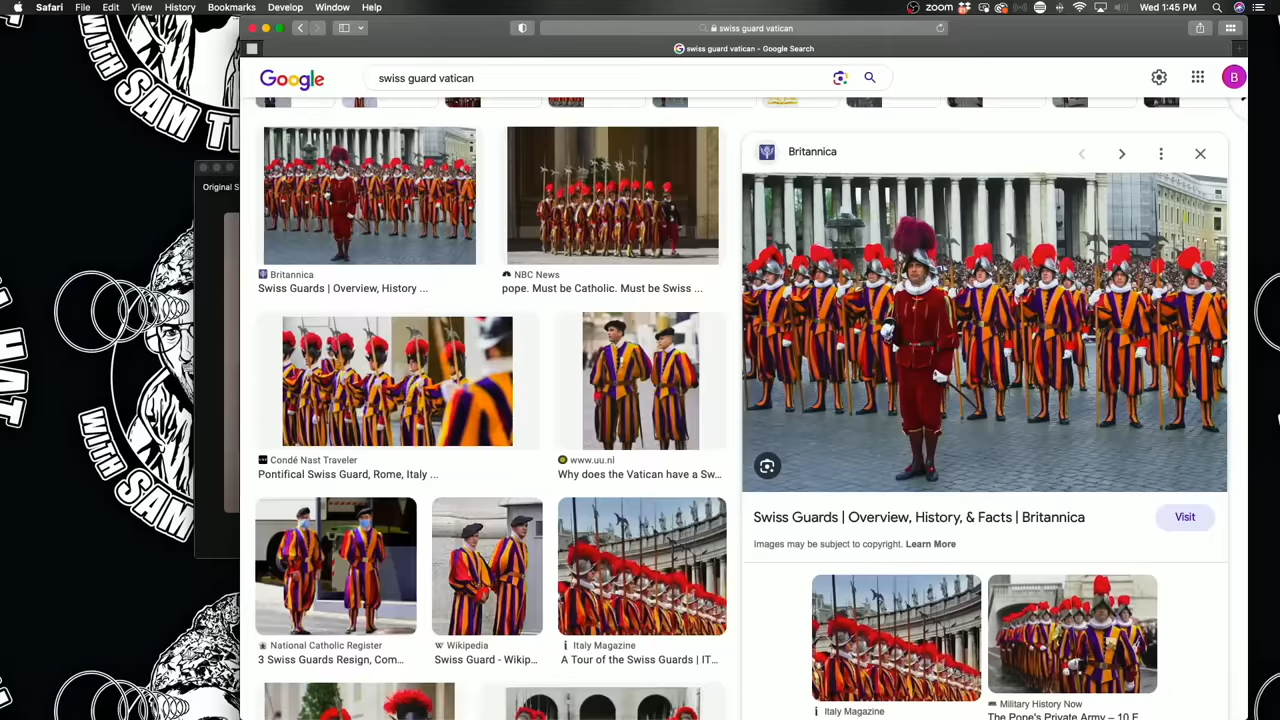 Safari File Edit View History Bookmarks Develop Window Help
zoom
Wed 1:45 PM
swiss guard vatican
swiss guard vatican - Google Search
Google
swiss guard vatican
B
WITH SAM
Original S
HAT
WITH SAM
Britannica
Swiss Guards | Overview, History ...
NBC News
pope. Must be Catholic. Must be Swiss ...
Condé Nast Traveler
Pontifical Swiss Guard, Rome, Italy ...
www.uu.nl
Why does the Vatican have a Sw...
National Catholic Register
3 Swiss Guards Resign, Com...
W Wikipedia
Swiss Guard - Wikip...
Italy Magazine
A Tour of the Swiss Guards | IT...
Britannica
Swiss Guards | Overview, History, & Facts | Britannica
Visit
Images may be subject to copyright. Learn More
Italy Magazine
Military History Now
The Pope's Private Army – 10 F